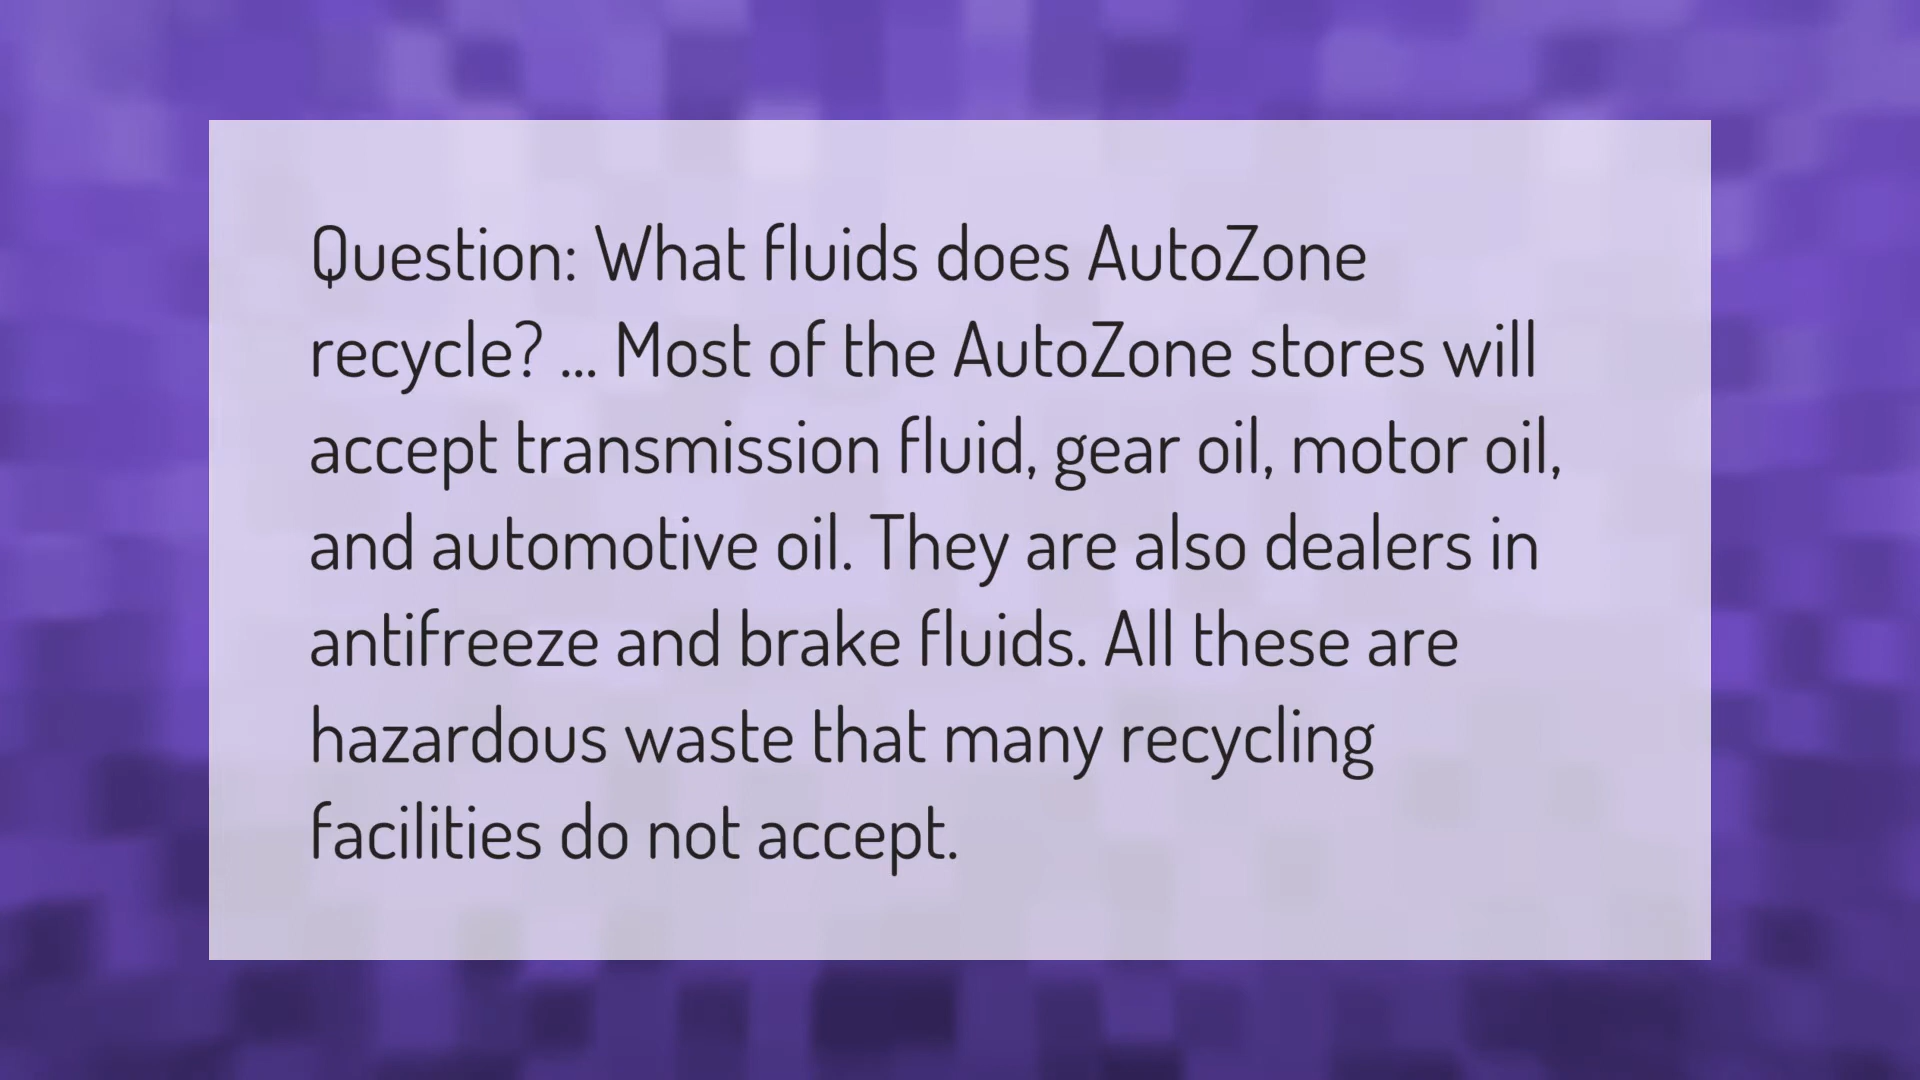 Question: What fluids does AutoZone
recycle? ... Most of the AutoZone stores will
accept transmission fluid, gear oil, motor oil,
and automotive oil. They are also dealers in
antifreeze and brake fluids. All these are
hazardous waste that many recycling
facilities do not accept.